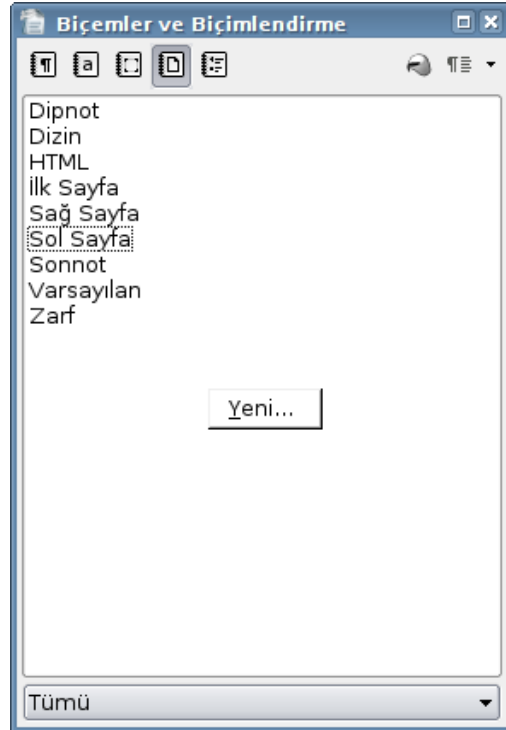 Biçemler ve Biçimlendirme
Dipnot
Dizin
HTML
İlk Sayfa
Sağ Sayfa
Sol Sayfa
Sonnot
Varsayılan
Zarf
Yeni...
Tümü